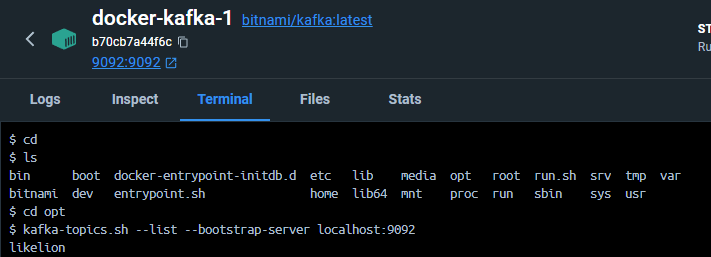 docker-kafka-1 bitnami/kafka:latest
b70cb7a44f6c
9092:9092
ST
Ru
Logs Inspect Terminal Files Stats
$ cd
$ ls
bin boot docker-entrypoint-initdb.d etc lib media opt root run.sh srv tmp var
bitnami dev entrypoint.sh home lib64 mnt proc run sbin sys usr
$ cd opt
$ kafka-topics.sh --list --bootstrap-server localhost:9092
likelion